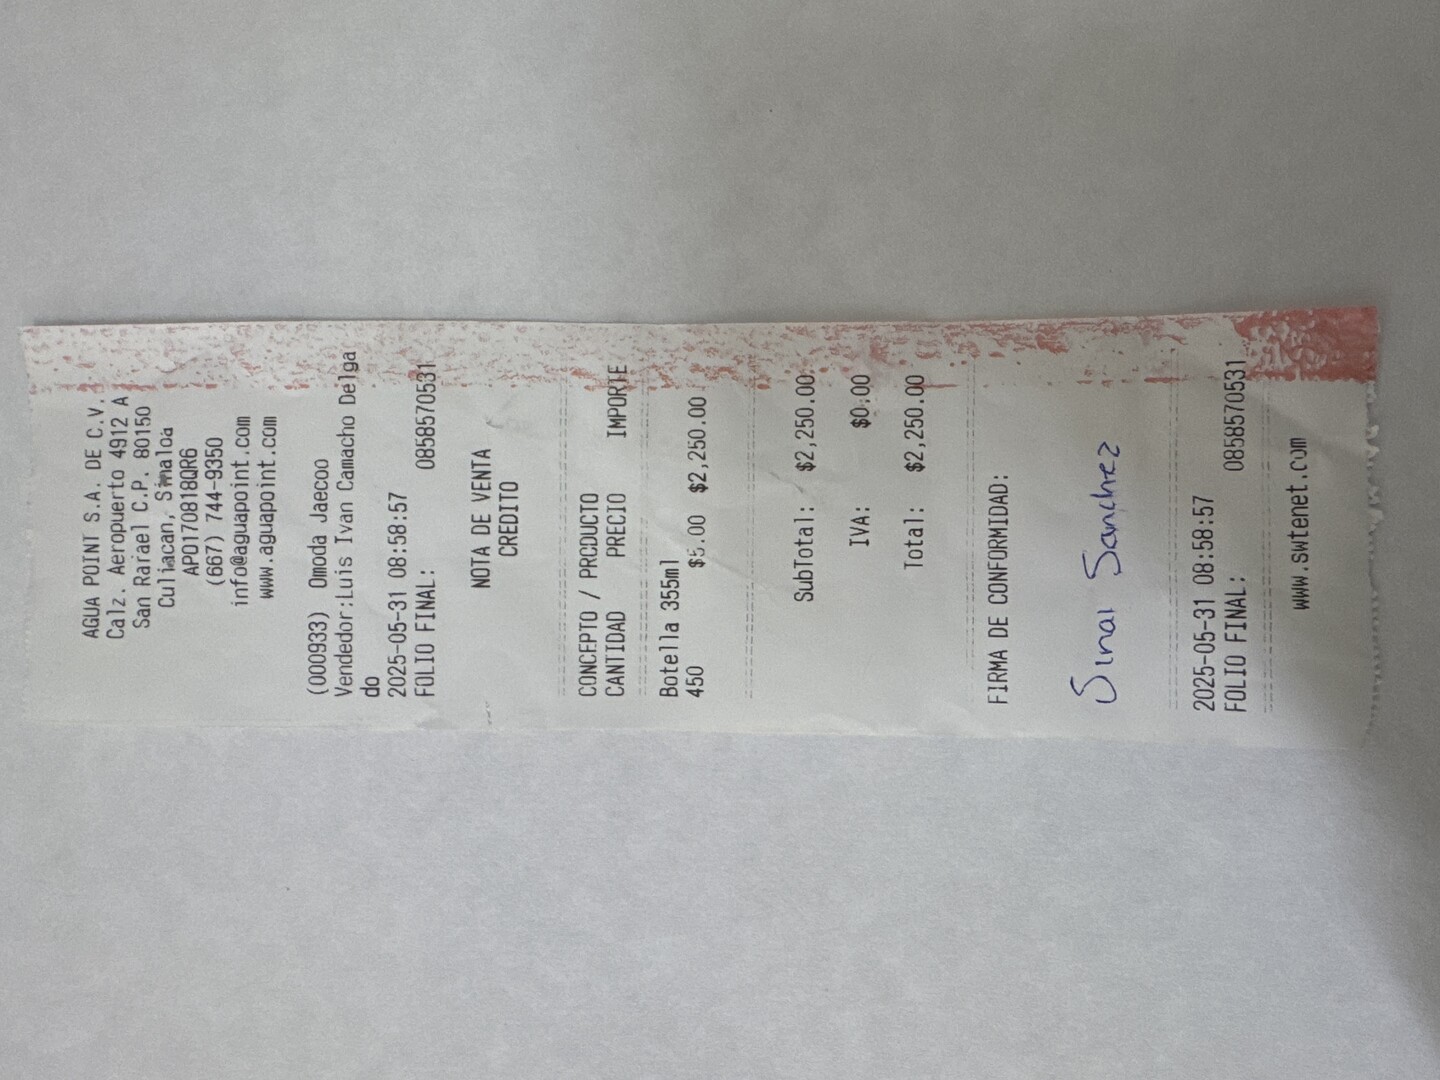 AGUA POINT S.A. DE C.V.
Calz. Aeropuerto 4912 A
San Rafael C.P. 80150
Culiacan, Sinaloa
APO170818QR6
(667) 744-9350
info@aguapoint.com
www.aguapoint.com
(000933) Omoda Jaecoo
Vendedor:Luis Ivan Camacho Delga
do
2025-05-31 08:58:57
FOLIO FINAL: 0858570531
NOTA DE VENTA
CREDITO
CONCEPTO / PRODUCTO
CANTIDAD PRECIO IMPORTE
Botella 355ml
450 $5.00 $2,250.00
SubTotal: $2,250.00
IVA: $0.00
Total: $2,250.00
FIRMA DE CONFORMIDAD:
Sinai Sanchez
2025-05-31 08:58:57
FOLIO FINAL: 0858570531
www.swtenet.com